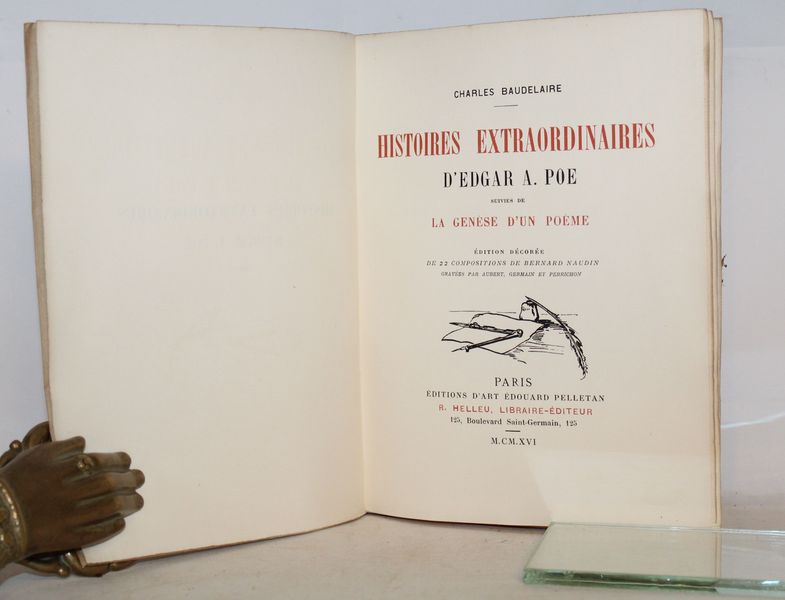 CHARLES BAUDELAIRE
HISTOIRES EXTRAORDINAIRES
D'EDGAR A. POE
SUIVIES DE
LA GENÈSE D'UN POÈME
ÉDITION DÉCORÉE
DE 22 COMPOSITIONS DE BERNARD NAUDIN
GRAVÉES PAR AUBERT, GERMAIN ET PERRICHON
PARIS
ÉDITIONS D'ART ÉDOUARD PELLETAN
R. HELLEU, LIBRAIRE-ÉDITEUR
125, Boulevard Saint-Germain, 125
M.CM.XVI